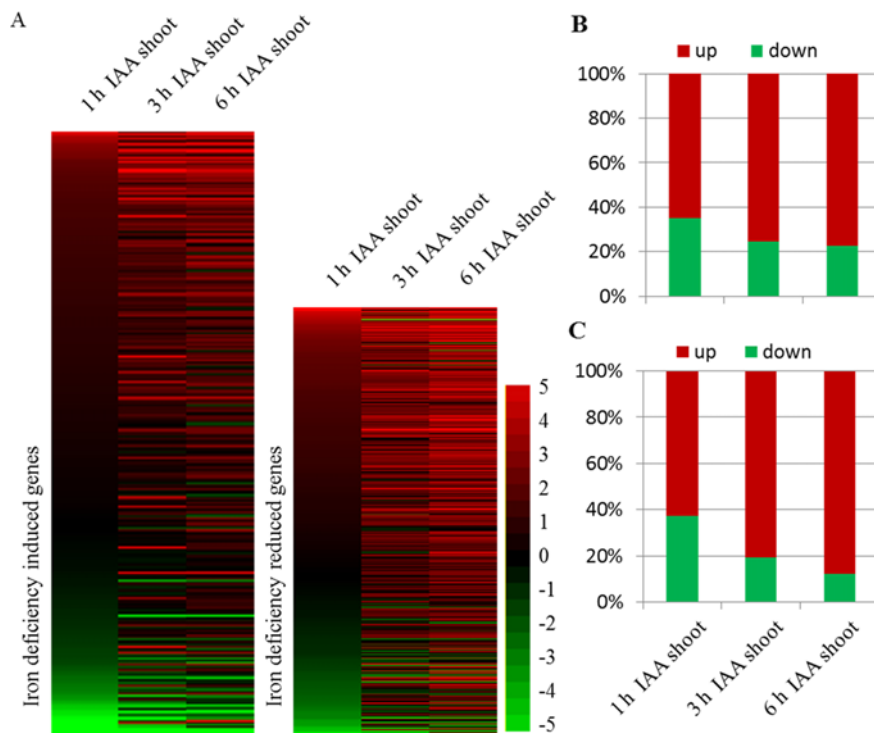 A
1 h IAA shoot
3 h IAA shoot
6 h IAA shoot
Iron deficiency induced genes
1 h IAA shoot
3 h IAA shoot
6 h IAA shoot
Iron deficiency reduced genes
5
4
3
2
1
0
-1
-2
-3
-4
-5
B
up down
100%
80%
60%
40%
20%
0%
C
up down
100%
80%
60%
40%
20%
0%
1 h IAA shoot
3 h IAA shoot
6 h IAA shoot